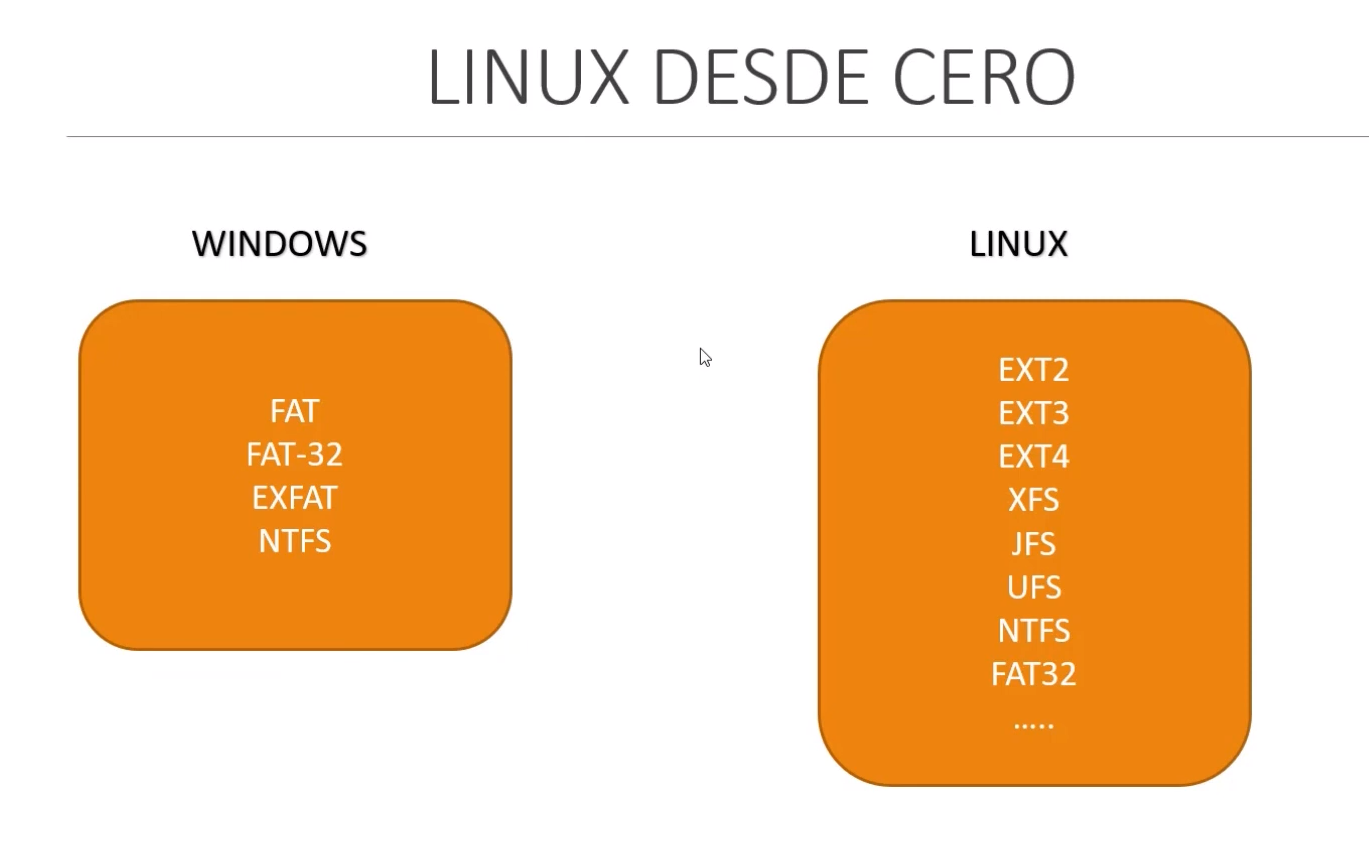 LINUX DESDE CERO
WINDOWS
FAT
FAT-32
EXFAT
NTFS
LINUX
EXT2
EXT3
EXT4
XFS
JFS
UFS
NTFS
FAT32
.....